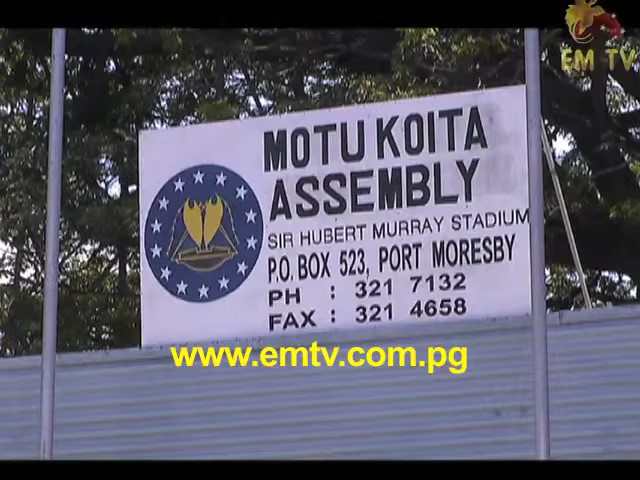 EM TV
MOTU KOITA
ASSEMBLY
SIR HUBERT MURRAY STADIUM
P.O. BOX 523, PORT MORESBY
PH : 321 7132
FAX : 321 4658
www.emtv.com.pg